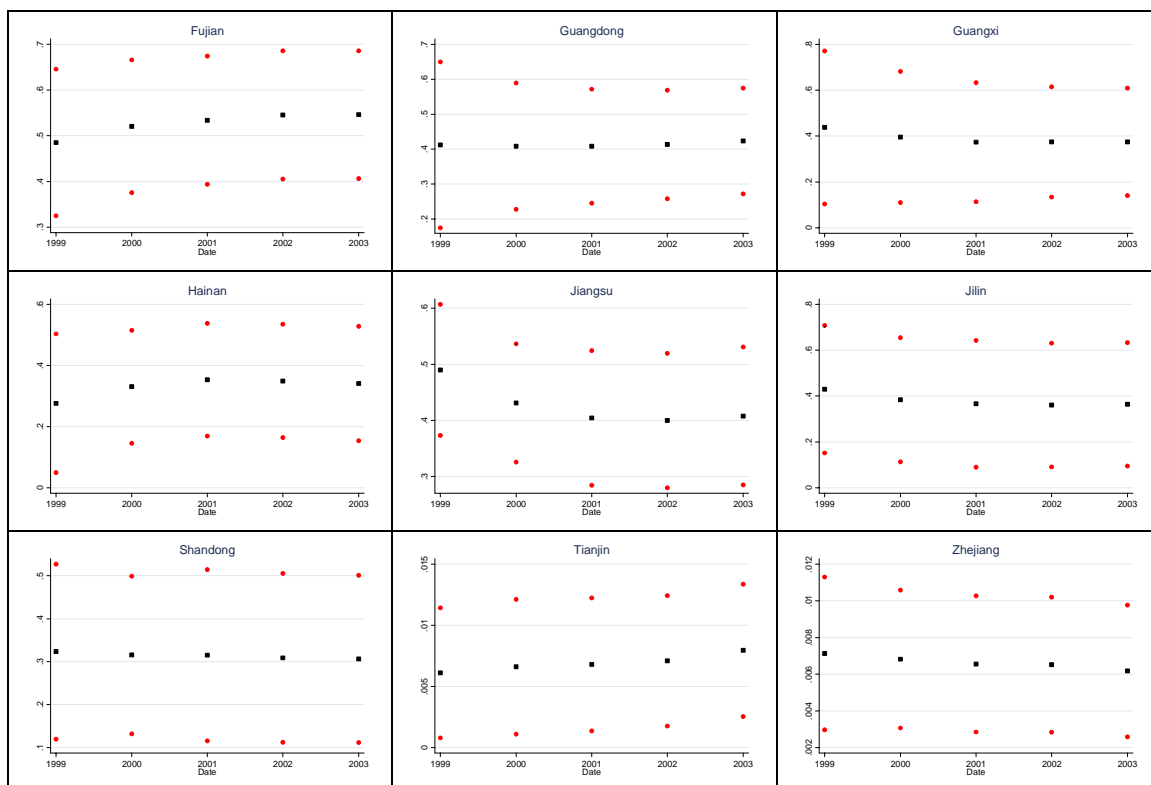 Fujian
.7
.6
.5
.4
.3
1999 2000 2001 2002 2003
Date
Guangdong
.7
.6
.5
.4
.3
.2
1999 2000 2001 2002 2003
Date
Guangxi
.8
.6
.4
.2
0
1999 2000 2001 2002 2003
Date
Hainan
.6
.4
.2
0
1999 2000 2001 2002 2003
Date
Jiangsu
.6
.5
.4
.3
1999 2000 2001 2002 2003
Date
Jilin
.8
.6
.4
.2
0
1999 2000 2001 2002 2003
Date
Shandong
.5
.4
.3
.2
.1
1999 2000 2001 2002 2003
Date
Tianjin
.015
.01
.005
0
1999 2000 2001 2002 2003
Date
Zhejiang
.012
.01
.008
.006
.004
.002
1999 2000 2001 2002 2003
Date